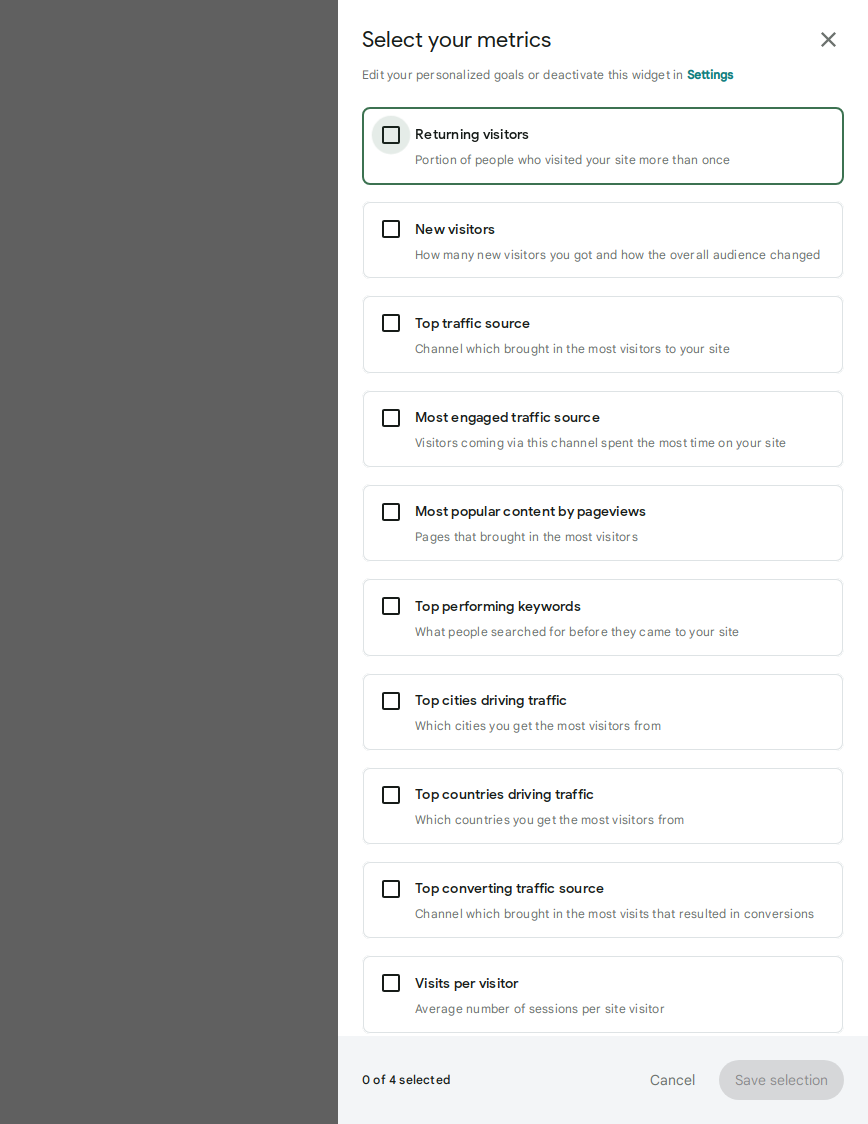 Select your metrics
Edit your personalized goals or deactivate this widget in Settings
Returning visitors
Portion of people who visited your site more than once
New visitors
How many new visitors you got and how the overall audience changed
Top traffic source
Channel which brought in the most visitors to your site
Most engaged traffic source
Visitors coming via this channel spent the most time on your site
Most popular content by pageviews
Pages that brought in the most visitors
Top performing keywords
What people searched for before they came to your site
Top cities driving traffic
Which cities you get the most visitors from
Top countries driving traffic
Which countries you get the most visitors from
Top converting traffic source
Channel which brought in the most visits that resulted in conversions
Visits per visitor
Average number of sessions per site visitor
0 of 4 selected
Cancel
Save selection